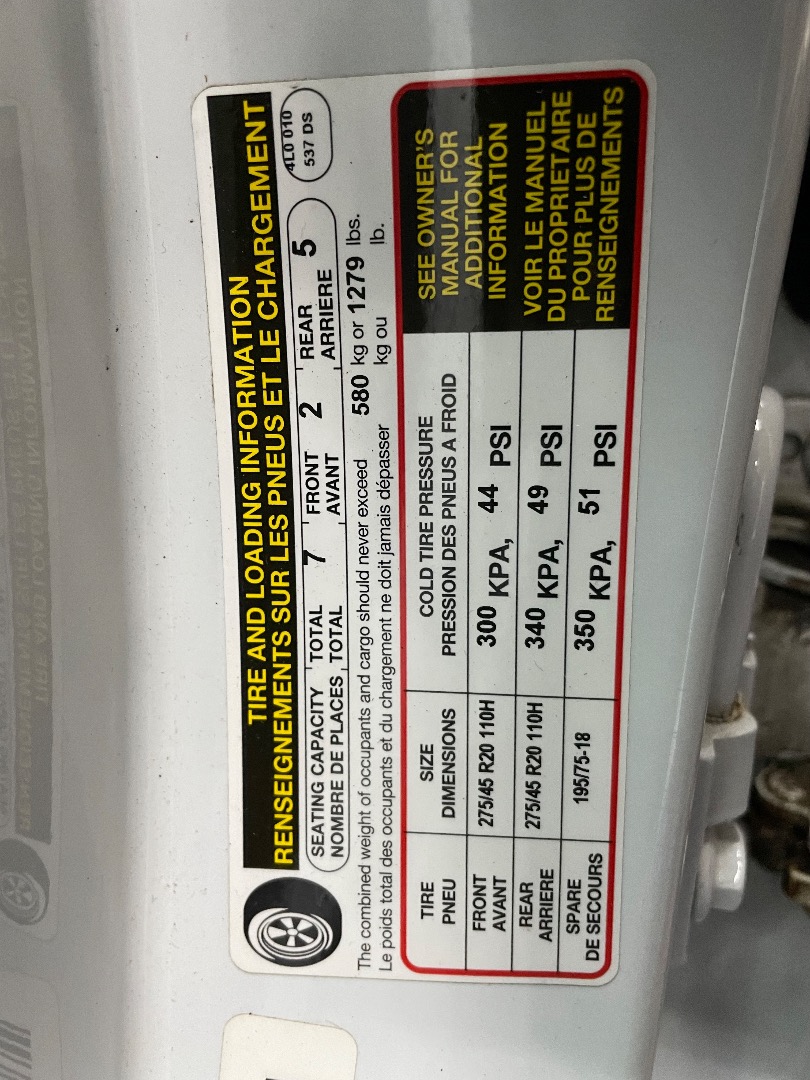 TIRE AND LOADING INFORMATION
RENSEIGNEMENTS SUR LES PNEUS ET LE CHARGEMENT
4L0 010
537 DS
SEATING CAPACITY TOTAL 7 FRONT 2 REAR 5
NOMBRE DE PLACES TOTAL AVANT ARRIÈRE
The combined weight of occupants and cargo should never exceed 580 kg or 1279 lbs.
Le poids total des occupants et du chargement ne doit jamais dépasser kg ou lb.
TIRE SIZE COLD TIRE PRESSURE
PNEU DIMENSIONS PRESSION DES PNEUS A FROID
FRONT
AVANT 275/45 R20 110H 300 KPA, 44 PSI
REAR
ARRIERE 275/45 R20 110H 340 KPA, 49 PSI
SPARE
DE SECOURS 195/75-18 350 KPA, 51 PSI
SEE OWNER'S
MANUAL FOR
ADDITIONAL
INFORMATION
VOIR LE MANUEL
DU PROPRIETAIRE
POUR PLUS DE
RENSEIGNEMENTS